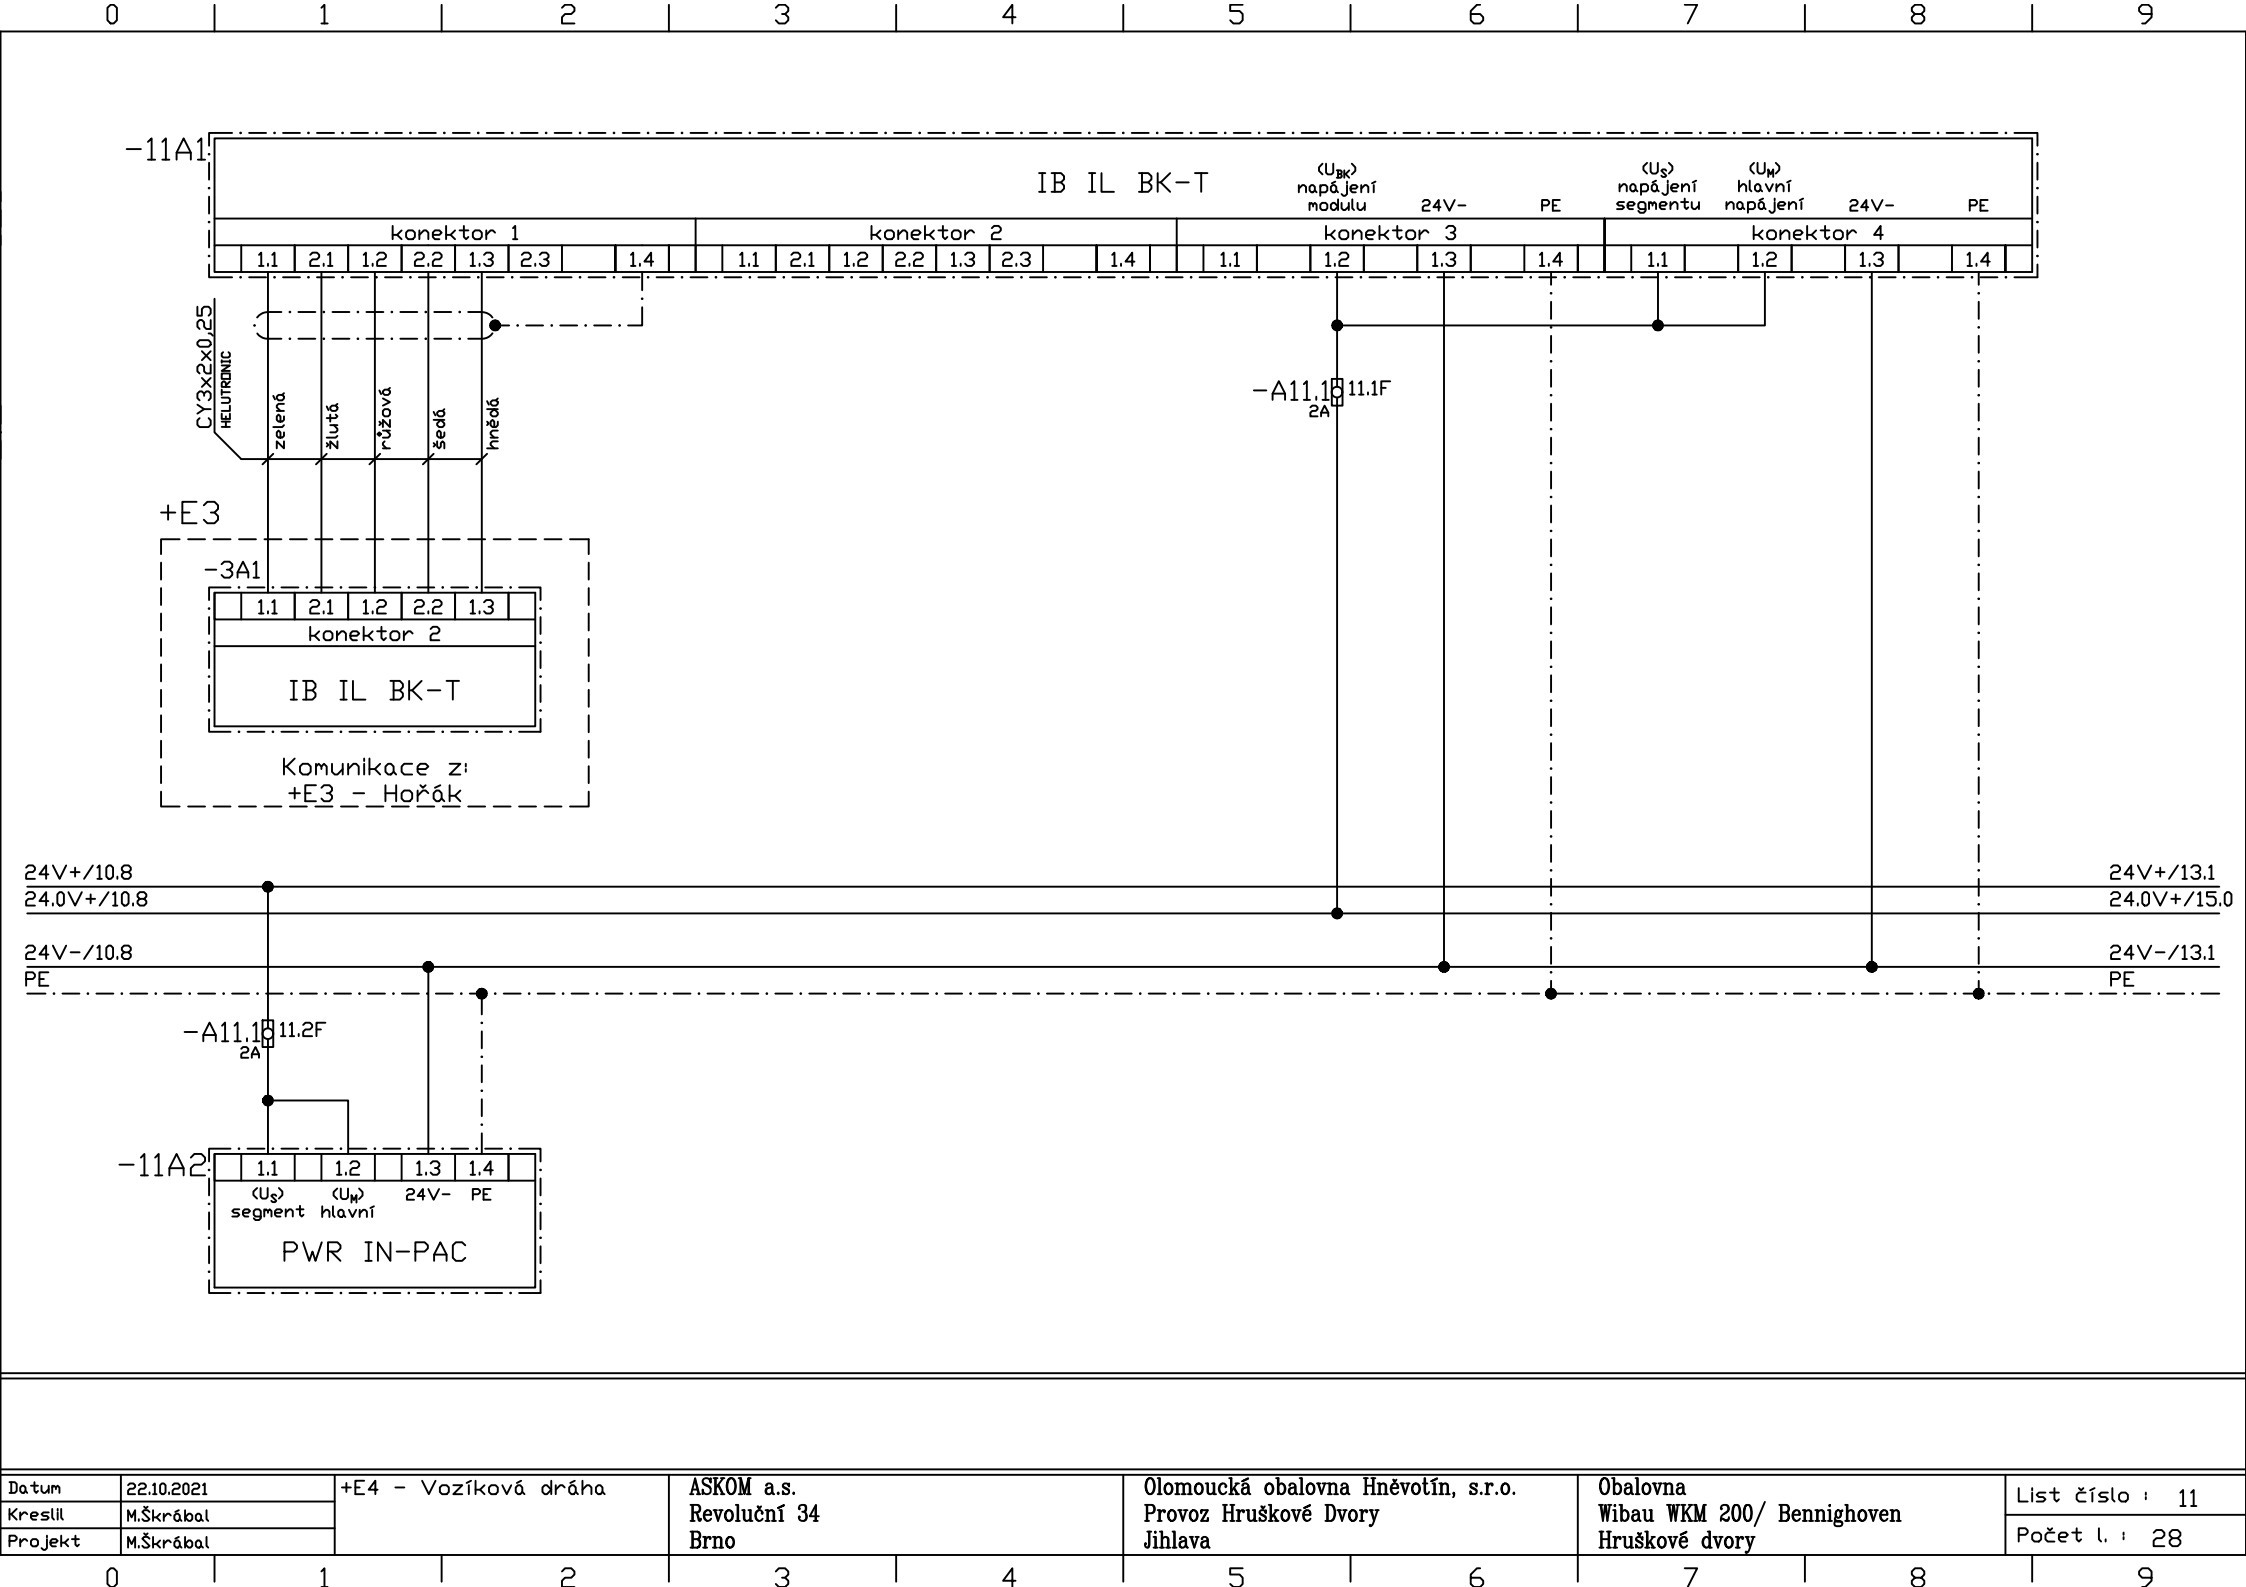 0 1 2 3 4 5 6 7 8 9
-11A1
IB IL BK-T
(UBK)
napájení
modulu
24V-
PE
(US)
napájení
segmentu
(UM)
hlavní
napájení
24V-
PE
konektor 1
konektor 2
konektor 3
konektor 4
1.1 2.1 1.2 2.2 1.3 2.3 1.4
1.1 2.1 1.2 2.2 1.3 2.3 1.4
1.1 1.2 1.3 1.4
1.1 1.2 1.3 1.4
CY3x2x0,25
HELUTRONIC
zelená
žlutá
růžová
šedá
hnědá
-A11.1
11.1F
2A
+E3
-3A1
1.1 2.1 1.2 2.2 1.3
konektor 2
IB IL BK-T
Komunikace z:
+E3 - Hořák
24V+/10.8
24V+/13.1
24.0V+/10.8
24.0V+/15.0
24V-/10.8
24V-/13.1
PE
PE
-A11.1
11.2F
2A
-11A2
1.1 1.2 1.3 1.4
(US)
segment
(UM)
hlavní
24V-
PE
PWR IN-PAC
Datum 22.10.2021
Kreslil M.Škrábal
Projekt M.Škrábal
+E4 - Vozíková dráha
ASKOM a.s.
Revoluční 34
Brno
Olomoucká obalovna Hněvotín, s.r.o.
Provoz Hruškové Dvory
Jihlava
Obalovna
Wibau WKM 200/ Bennighoven
Hruškové dvory
List číslo : 11
Počet l. : 28
0 1 2 3 4 5 6 7 8 9